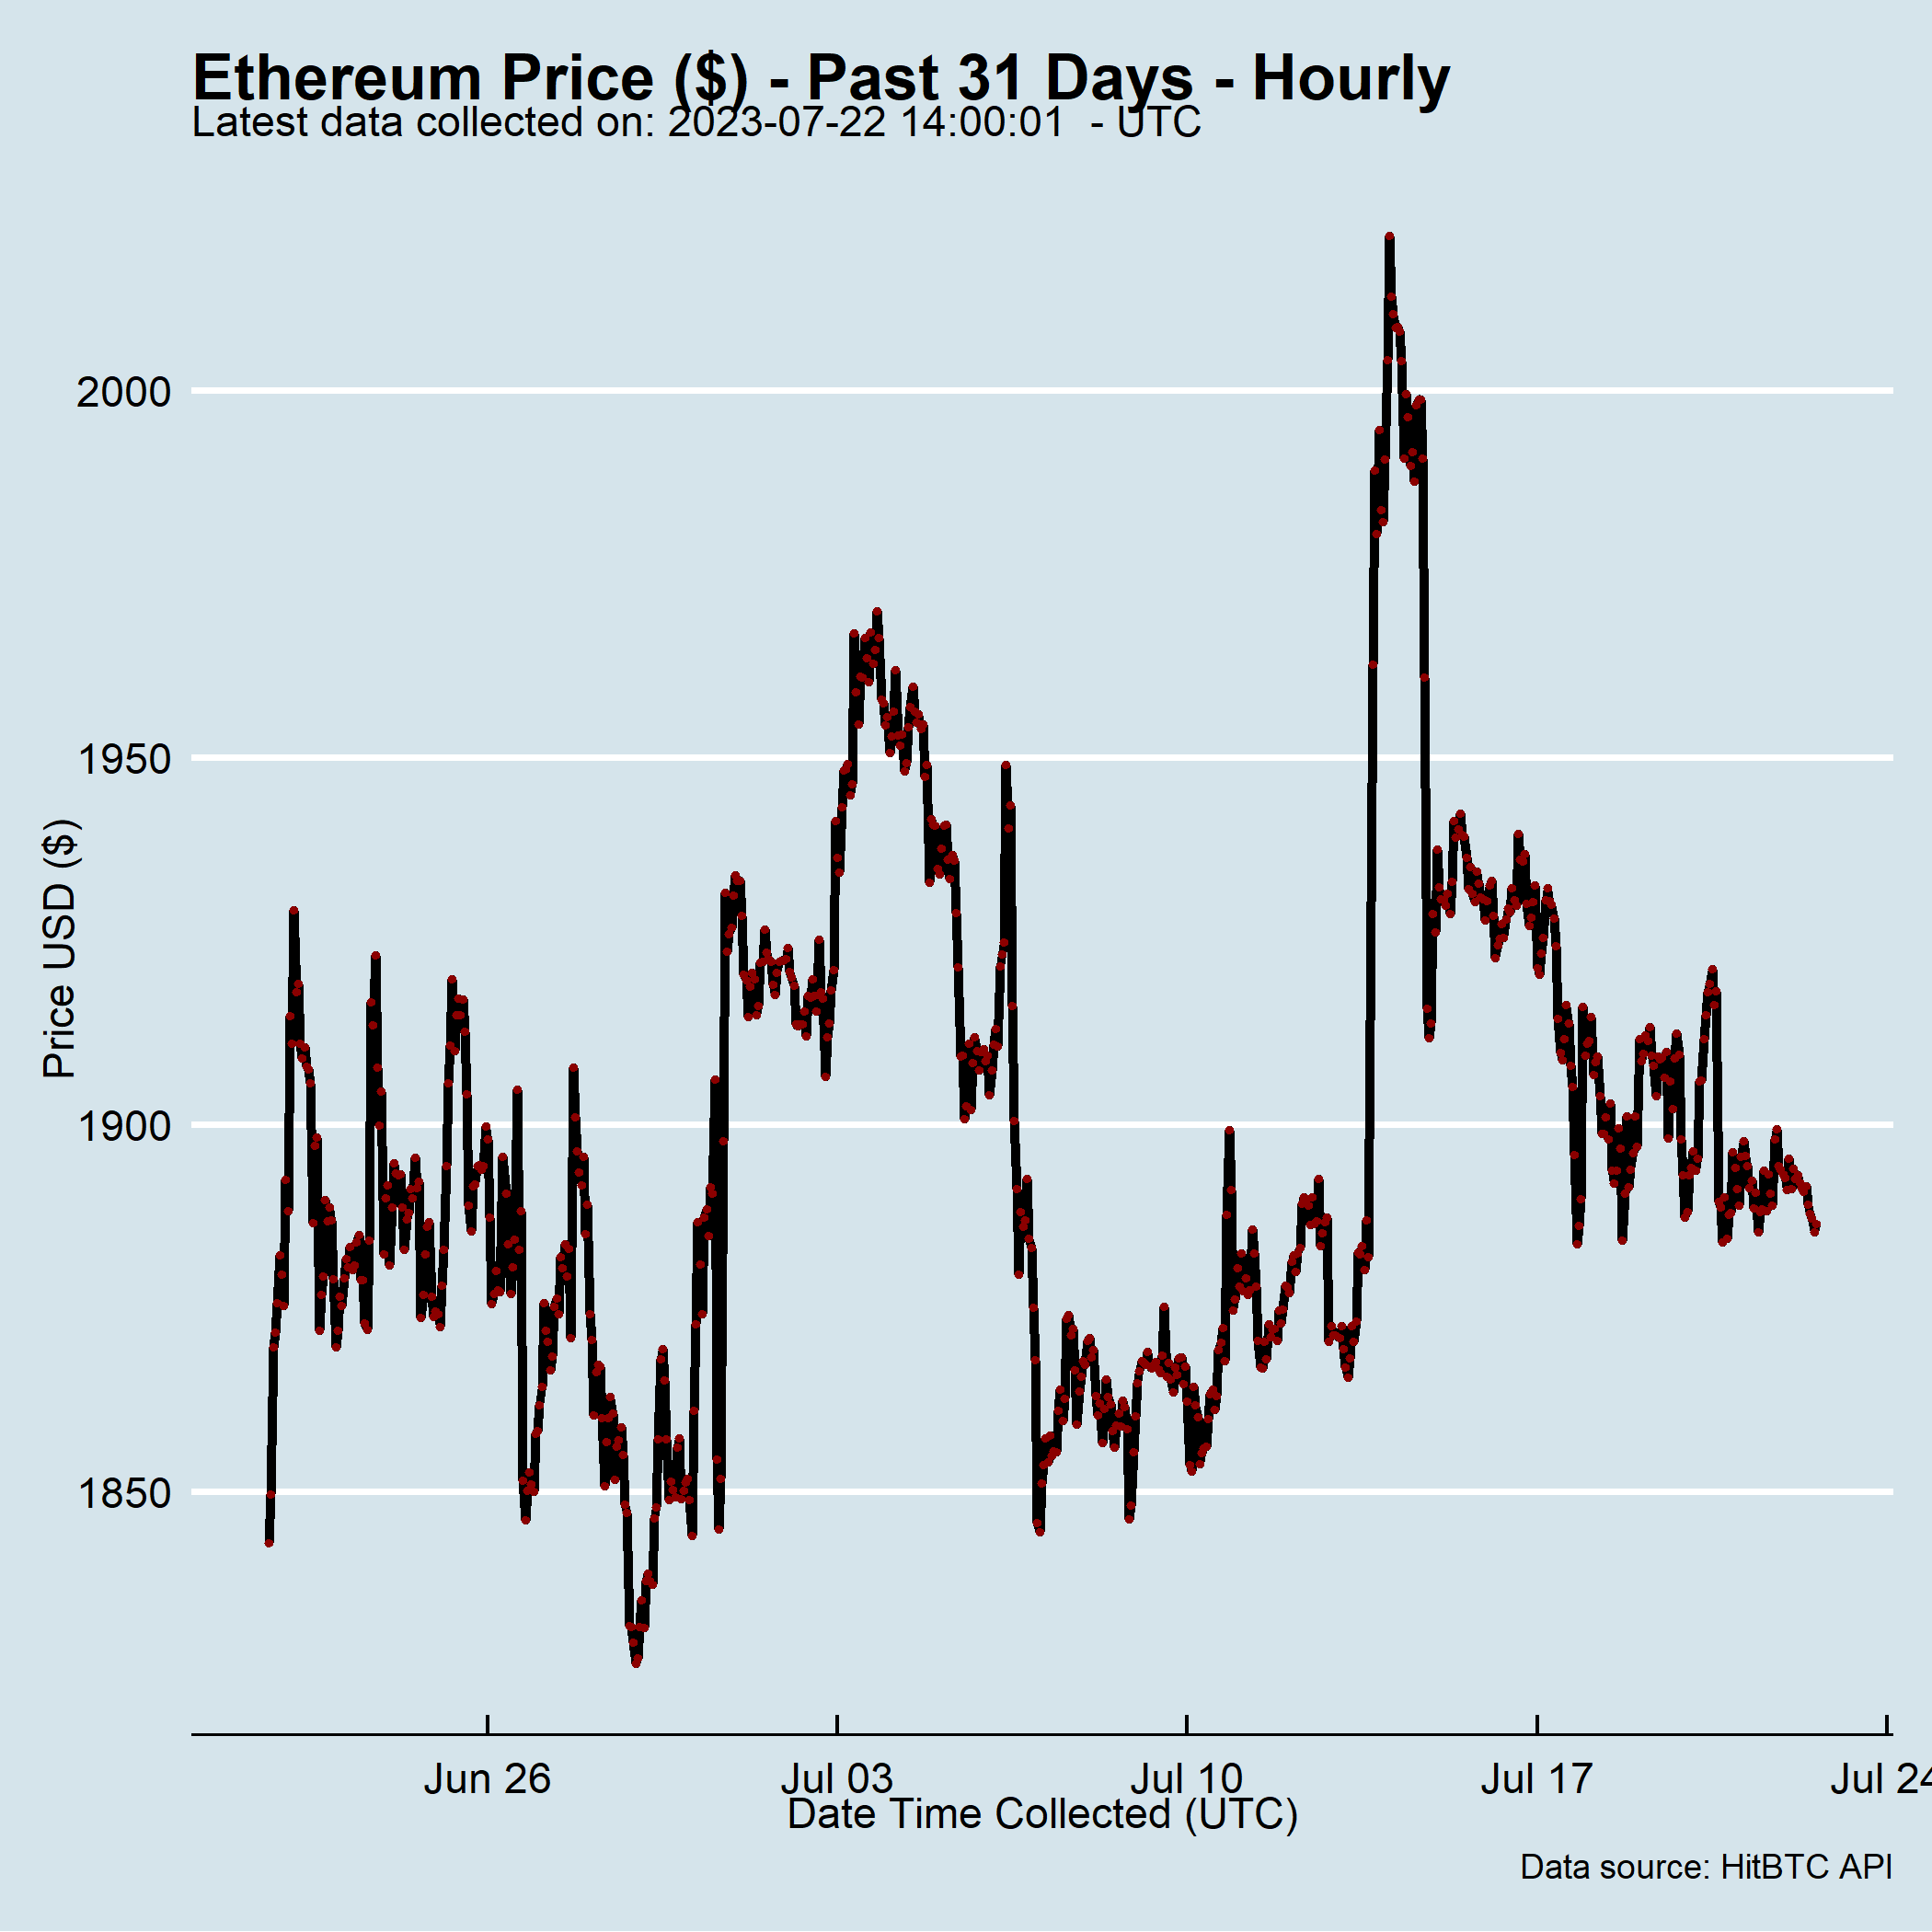 Ethereum Price ($) - Past 31 Days - Hourly
Latest data collected on: 2023-07-22 14:00:01  - UTC
Price USD ($)
2000
1950
1900
1850
Jun 26
Jul 03
Jul 10
Jul 17
Jul 24
Date Time Collected (UTC)
Data source: HitBTC API